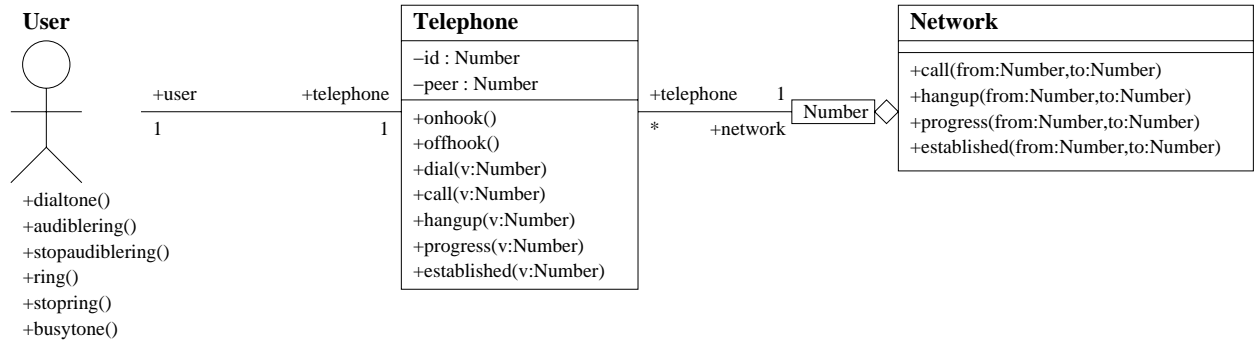 User
+dialtone()
+audiblering()
+stopaudiblering()
+ring()
+stopring()
+busytone()
+user
+telephone
1
1
Telephone
−id : Number
−peer : Number
+onhook()
+offhook()
+dial(v:Number)
+call(v:Number)
+hangup(v:Number)
+progress(v:Number)
+established(v:Number)
+telephone
1
*
+network
Number
Network
+call(from:Number,to:Number)
+hangup(from:Number,to:Number)
+progress(from:Number,to:Number)
+established(from:Number,to:Number)